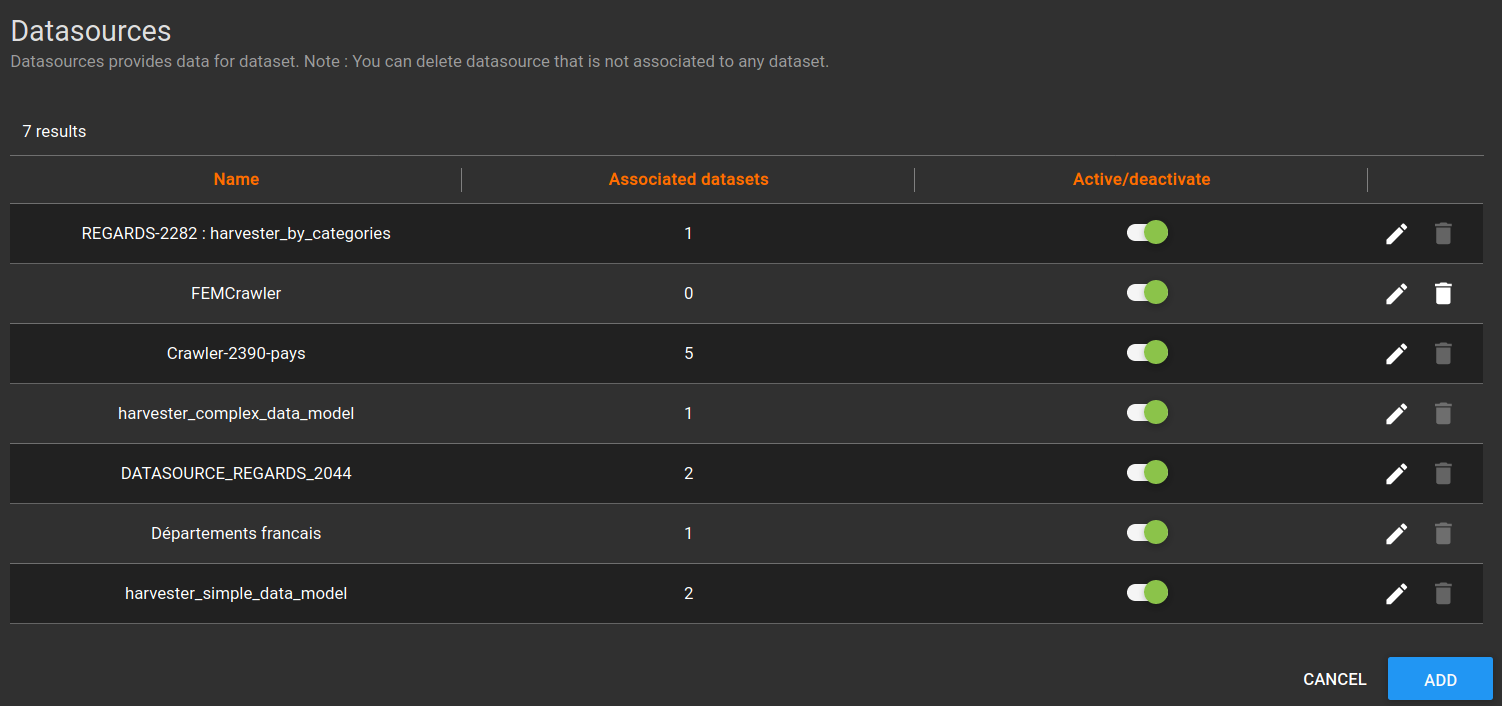 Datasources
Datasources provides data for dataset. Note : You can delete datasource that is not associated to any dataset.
7 results
Name Associated datasets Active/deactivate
REGARDS-2282 : harvester_by_categories 1
FEMCrawler 0
Crawler-2390-pays 5
harvester_complex_data_model 1
DATASOURCE_REGARDS_2044 2
Départements francais 1
harvester_simple_data_model 2
CANCEL ADD